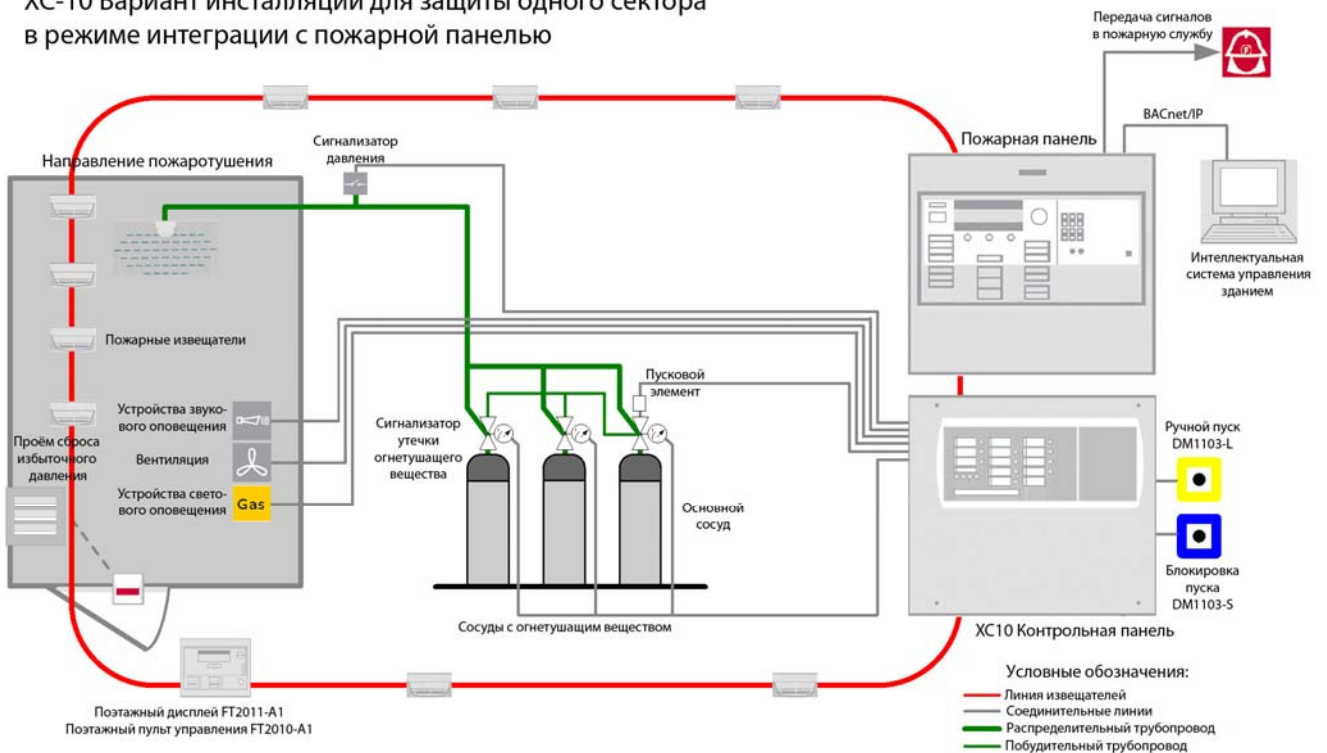 XC-10 Вариант инсталляции для защиты одного сектора
в режиме интеграции с пожарной панелью
Передача сигналов
в пожарную службу
BACnet/IP
Пожарная панель
Сигнализатор
давления
Направление пожаротушения
Интеллектуальная
система управления
зданием
Пожарные извещатели
Пусковой
элемент
Устройства звуко-
вого оповещения
Сигнализатор
утечки
огнетушащего
вещества
Ручной пуск
DM1103-L
Проём сброса
избыточного
давления
Вентиляция
Устройства свето-
вого оповещения
Gas
Основной
сосуд
Блокировка
пуска
DM1103-S
Сосуды с огнетушащим веществом
XC10 Контрольная панель
Условные обозначения:
Линия извещателей
Соединительные линии
Распределительный трубопровод
Побудительный трубопровод
Поэтажный дисплей FT2011-A1
Поэтажный пульт управления FT2010-A1